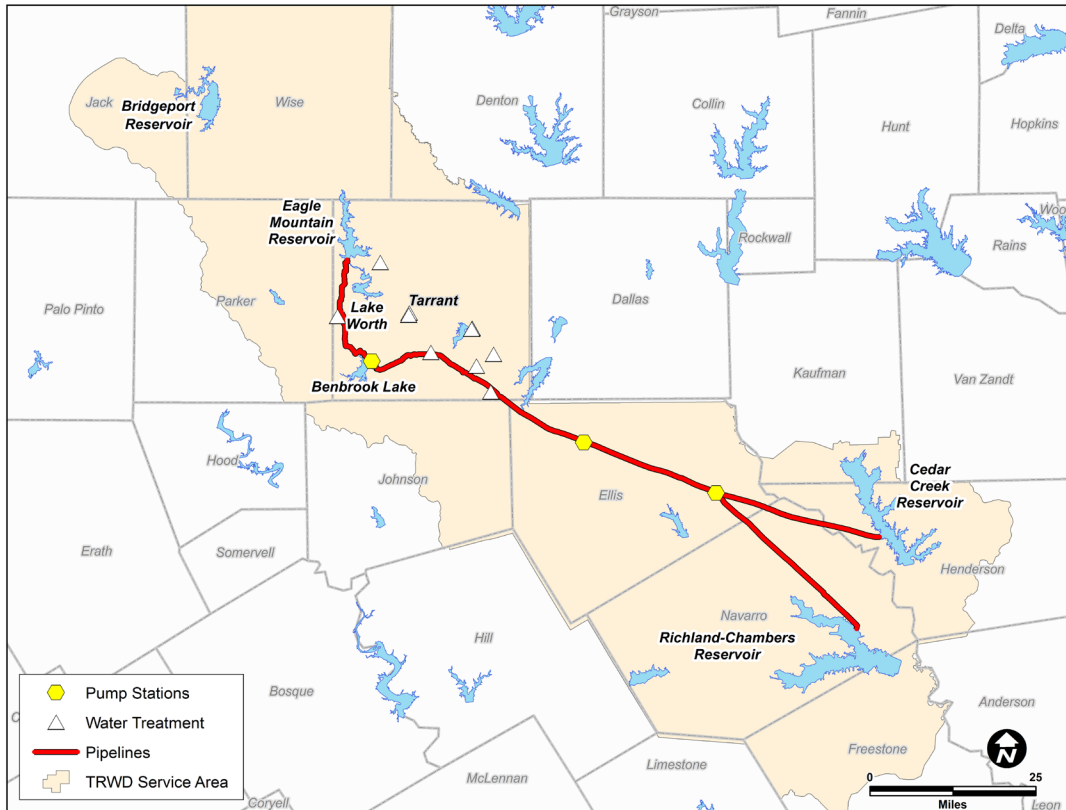 Grayson
Fannin
Delta
Jack
Bridgeport
Reservoir
Wise
Denton
Collin
Hunt
Hopkins
Eagle
Mountain
Reservoir
Rockwall
Rains
Palo Pinto
Parker
Lake
Worth
Tarrant
Dallas
Kaufman
Van Zandt
Benbrook Lake
Hood
Johnson
Ellis
Cedar
Creek
Reservoir
Erath
Somervell
Henderson
Navarro
Richland-Chambers
Reservoir
Hill
Bosque
Anderson
Freestone
Limestone
McLennan
Coryell
Leon
Pump Stations
Water Treatment
Pipelines
TRWD Service Area
N
0
25
Miles